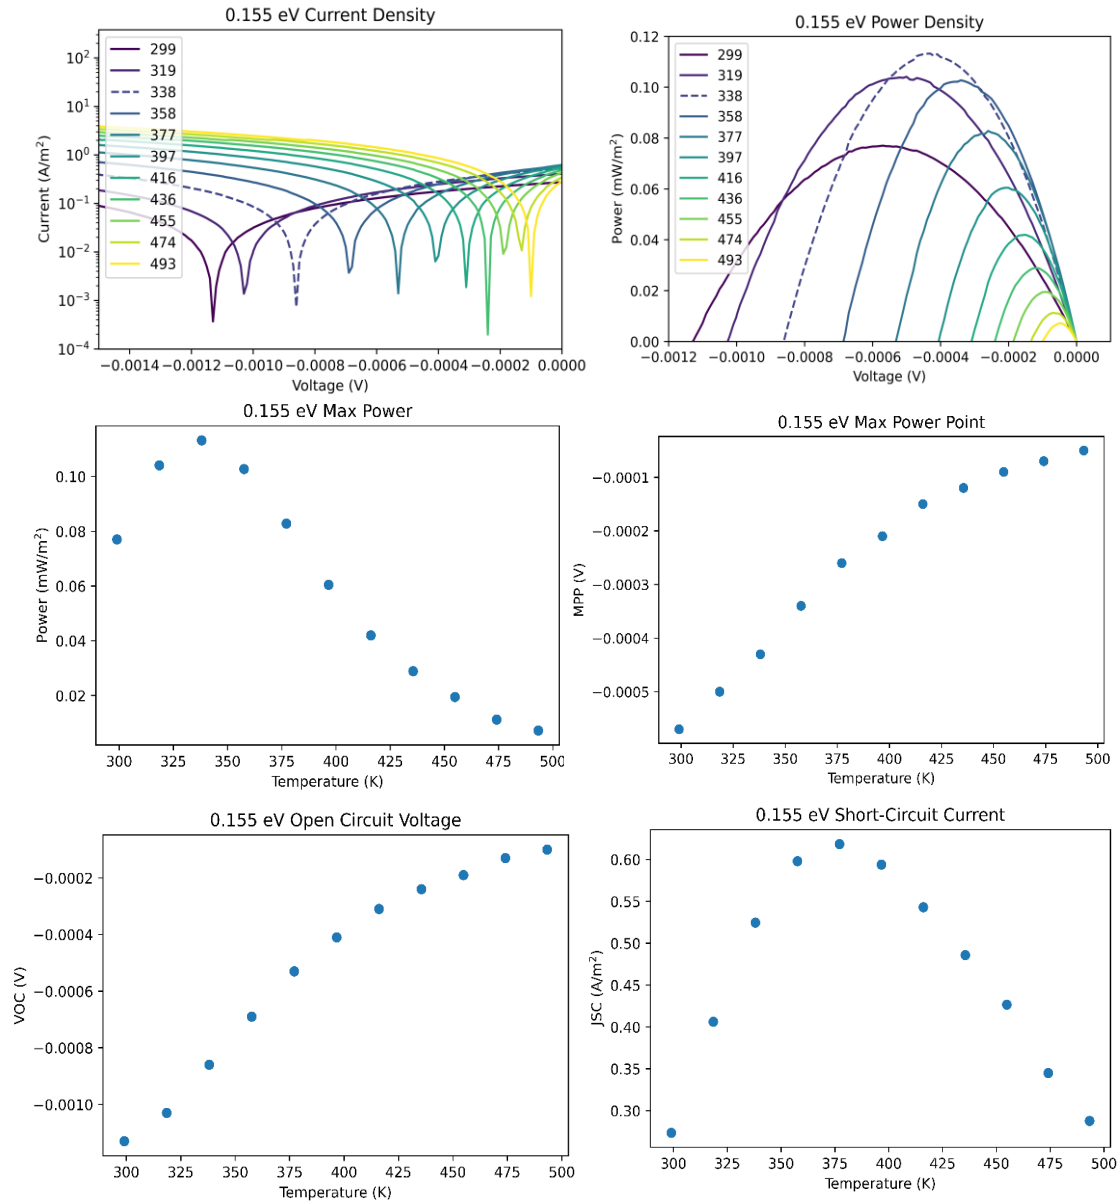 0.155 eV Current Density
10²
10¹
10⁰
10⁻¹
10⁻²
10⁻³
10⁻⁴
Current (A/m²)
299
319
338
358
377
397
416
436
455
474
493
−0.0014 −0.0012 −0.0010 −0.0008 −0.0006 −0.0004 −0.0002 0.0000
Voltage (V)
0.155 eV Power Density
0.12
0.10
0.08
0.06
0.04
0.02
0.00
Power (mW/m²)
299
319
338
358
377
397
416
436
455
474
493
−0.0012 −0.0010 −0.0008 −0.0006 −0.0004 −0.0002 0.0000
Voltage (V)
0.155 eV Max Power
0.10
0.08
0.06
0.04
0.02
Power (mW/m²)
300 325 350 375 400 425 450 475 500
Temperature (K)
0.155 eV Max Power Point
−0.0001
−0.0002
−0.0003
−0.0004
−0.0005
MPP (V)
300 325 350 375 400 425 450 475 500
Temperature (K)
0.155 eV Open Circuit Voltage
−0.0002
−0.0004
−0.0006
−0.0008
−0.0010
VOC (V)
300 325 350 375 400 425 450 475 500
Temperature (K)
0.155 eV Short-Circuit Current
0.60
0.55
0.50
0.45
0.40
0.35
0.30
JSC (A/m²)
300 325 350 375 400 425 450 475 500
Temperature (K)